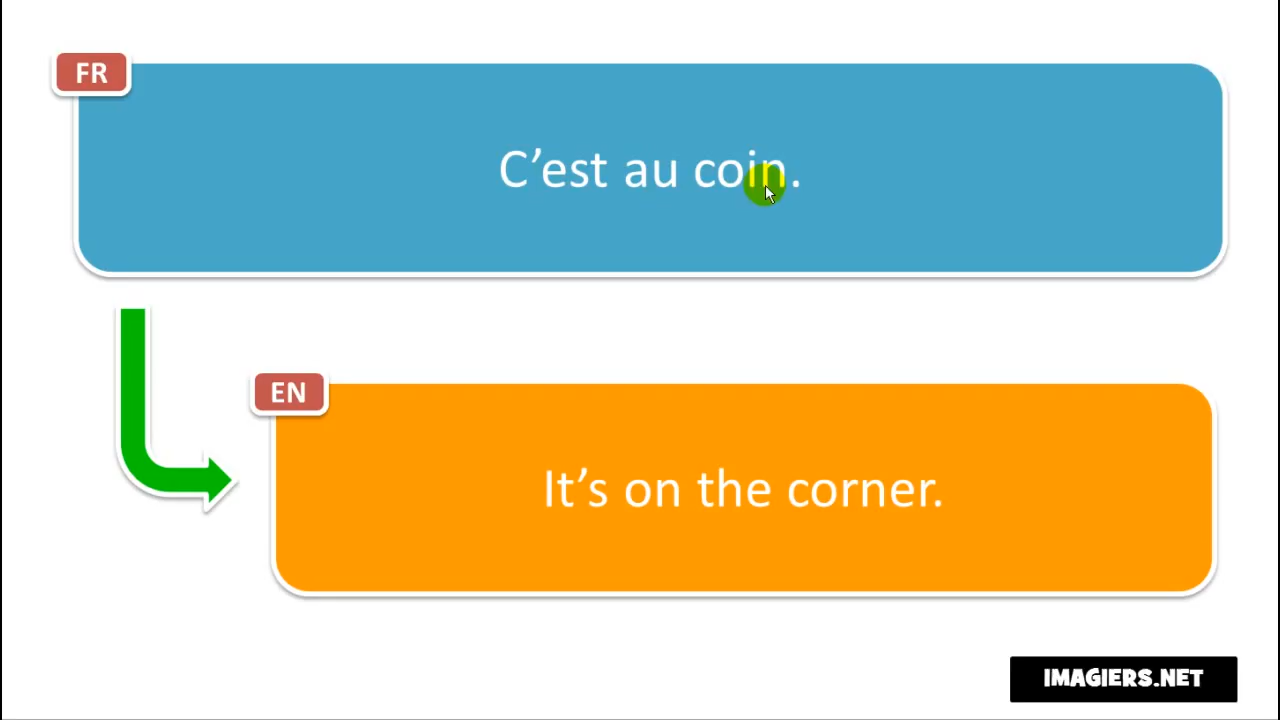 FR
C’est au coin.
EN
It’s on the corner.
IMAGIERS.NET